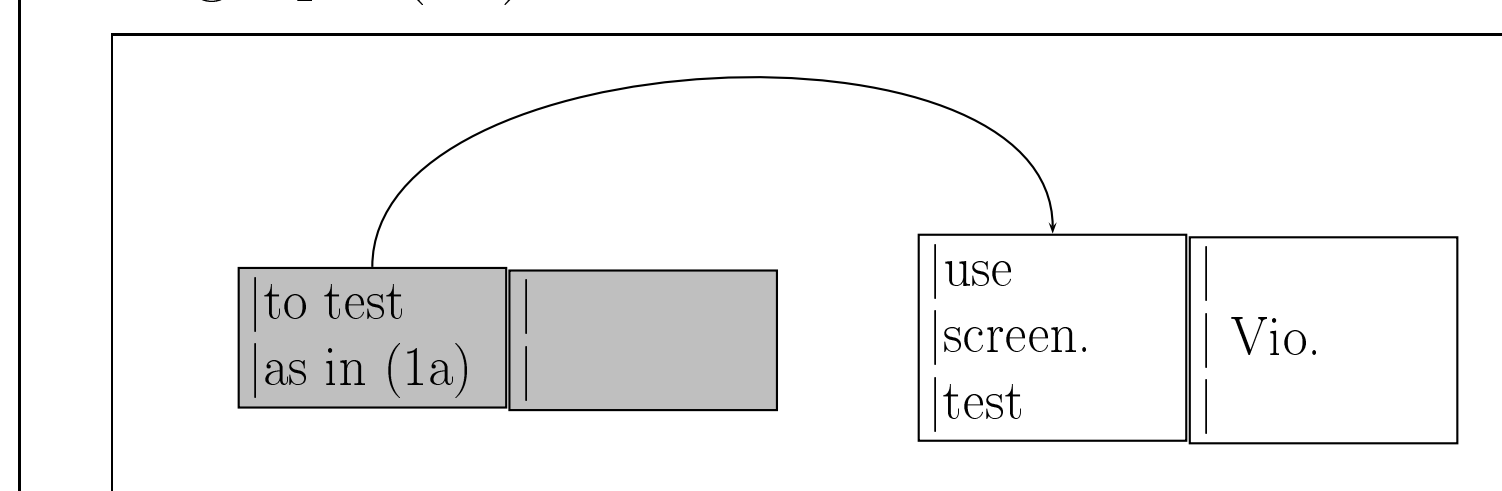 |to test
|as in (1a)
|
|
|use
|screen.
|test
|
| Vio.
|